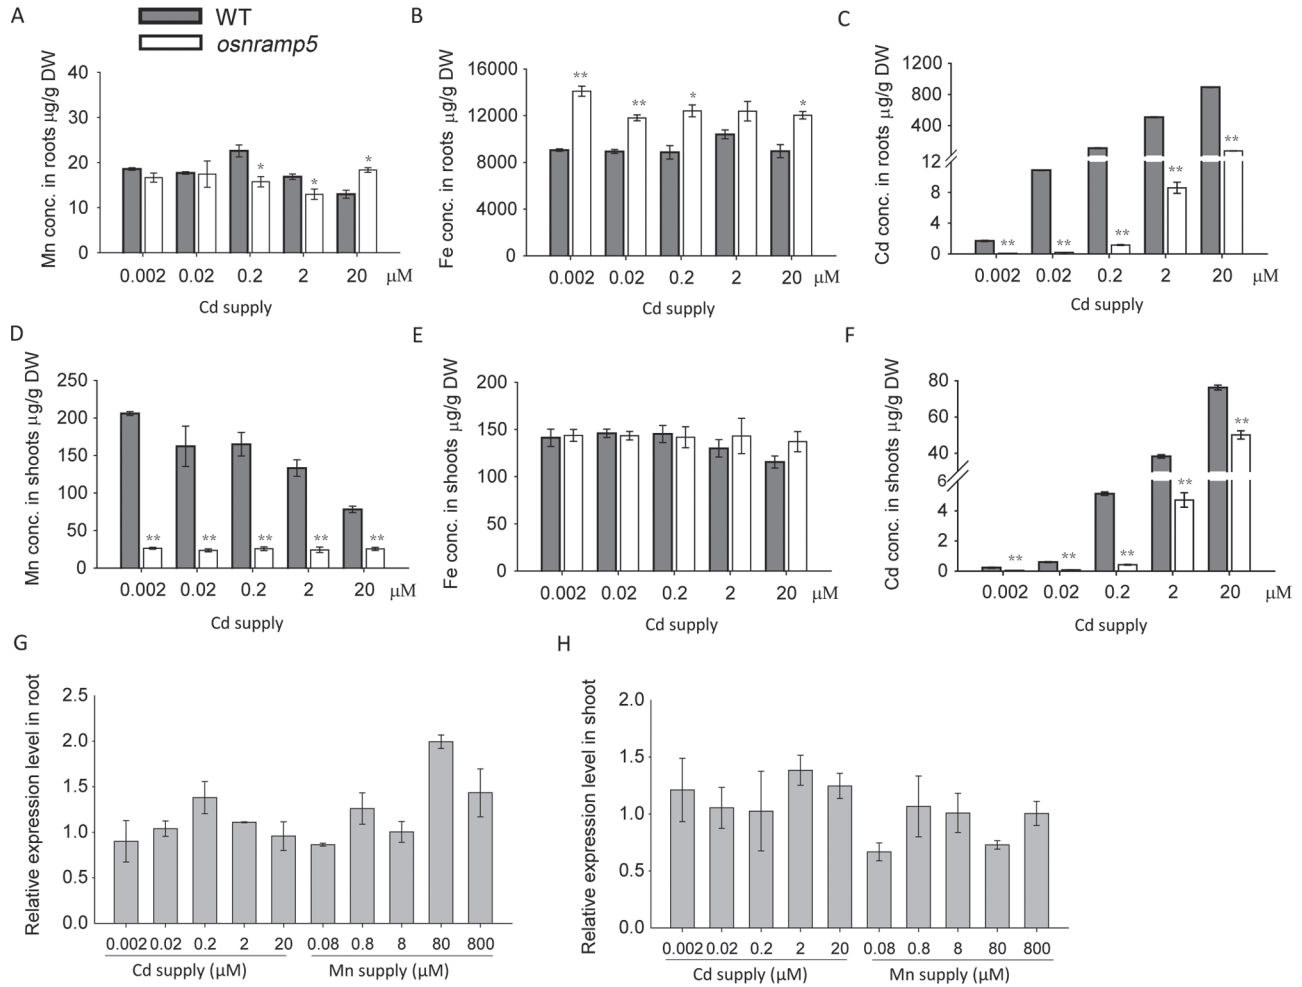 A
WT
osnramp5
Mn conc. in roots µg/g DW
40
30
20
10
0
*
*
*
0.002 0.02 0.2 2 20 µM
Cd supply
B
Fe conc. in roots µg/g DW
16000
12000
8000
4000
0
**
**
*
*
0.002 0.02 0.2 2 20 µM
Cd supply
C
Cd conc. in roots µg/g DW
1200
800
400
12
8
4
0
**
**
**
**
**
0.002 0.02 0.2 2 20 µM
Cd supply
D
Mn conc. in shoots µg/g DW
250
200
150
100
50
0
** ** ** ** **
0.002 0.02 0.2 2 20 µM
Cd supply
E
Fe conc. in shoots µg/g DW
200
150
100
50
0
0.002 0.02 0.2 2 20 µM
Cd supply
F
Cd conc. in shoots µg/g DW
80
60
40
6
4
2
0
**
**
**
**
**
0.002 0.02 0.2 2 20 µM
Cd supply
G
Relative expression level in root
2.5
2.0
1.5
1.0
0.5
0.0
0.002 0.02 0.2 2 20 0.08 0.8 8 80 800
Cd supply (µM) Mn supply (µM)
H
Relative expression level in shoot
2.0
1.5
1.0
0.5
0.0
0.002 0.02 0.2 2 20 0.08 0.8 8 80 800
Cd supply (µM) Mn supply (µM)